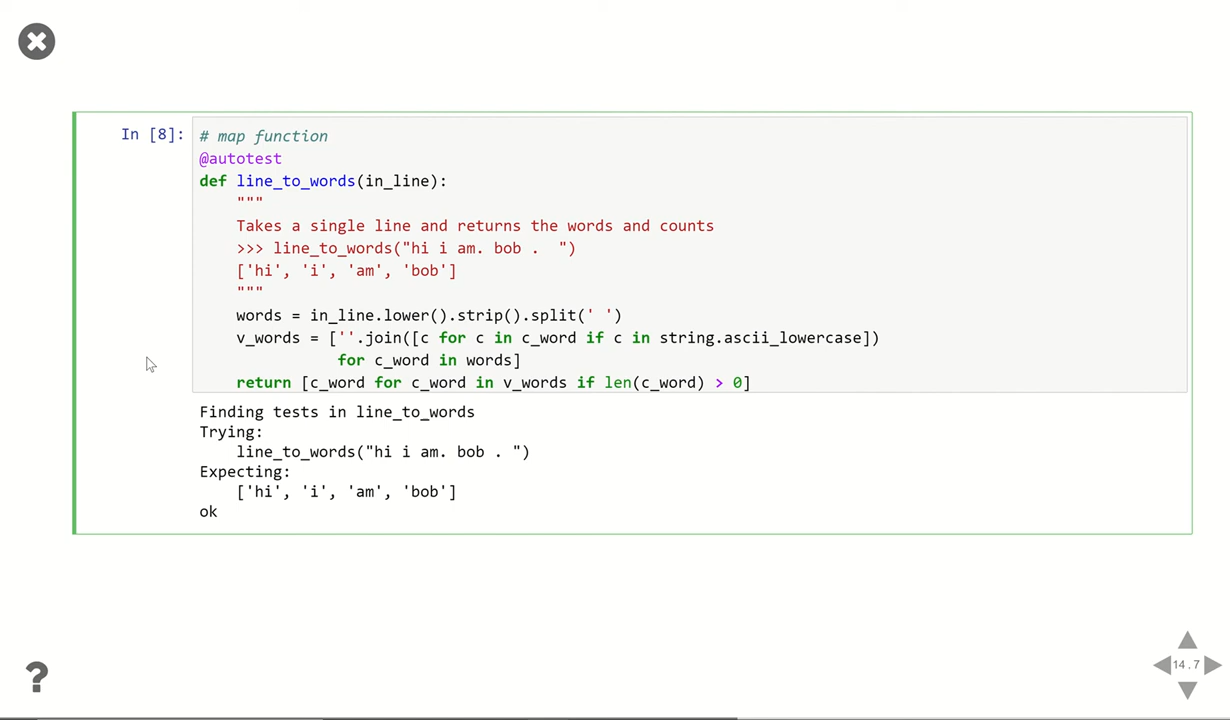 In [8]:
# map function
@autotest
def line_to_words(in_line):
    """
    Takes a single line and returns the words and counts
    >>> line_to_words("hi i am. bob .  ")
    ['hi', 'i', 'am', 'bob']
    """
    words = in_line.lower().strip().split(' ')
    v_words = [''.join([c for c in c_word if c in string.ascii_lowercase])
               for c_word in words]
    return [c_word for c_word in v_words if len(c_word) > 0]
Finding tests in line_to_words
Trying:
    line_to_words("hi i am. bob . ")
Expecting:
    ['hi', 'i', 'am', 'bob']
ok
?
14.7